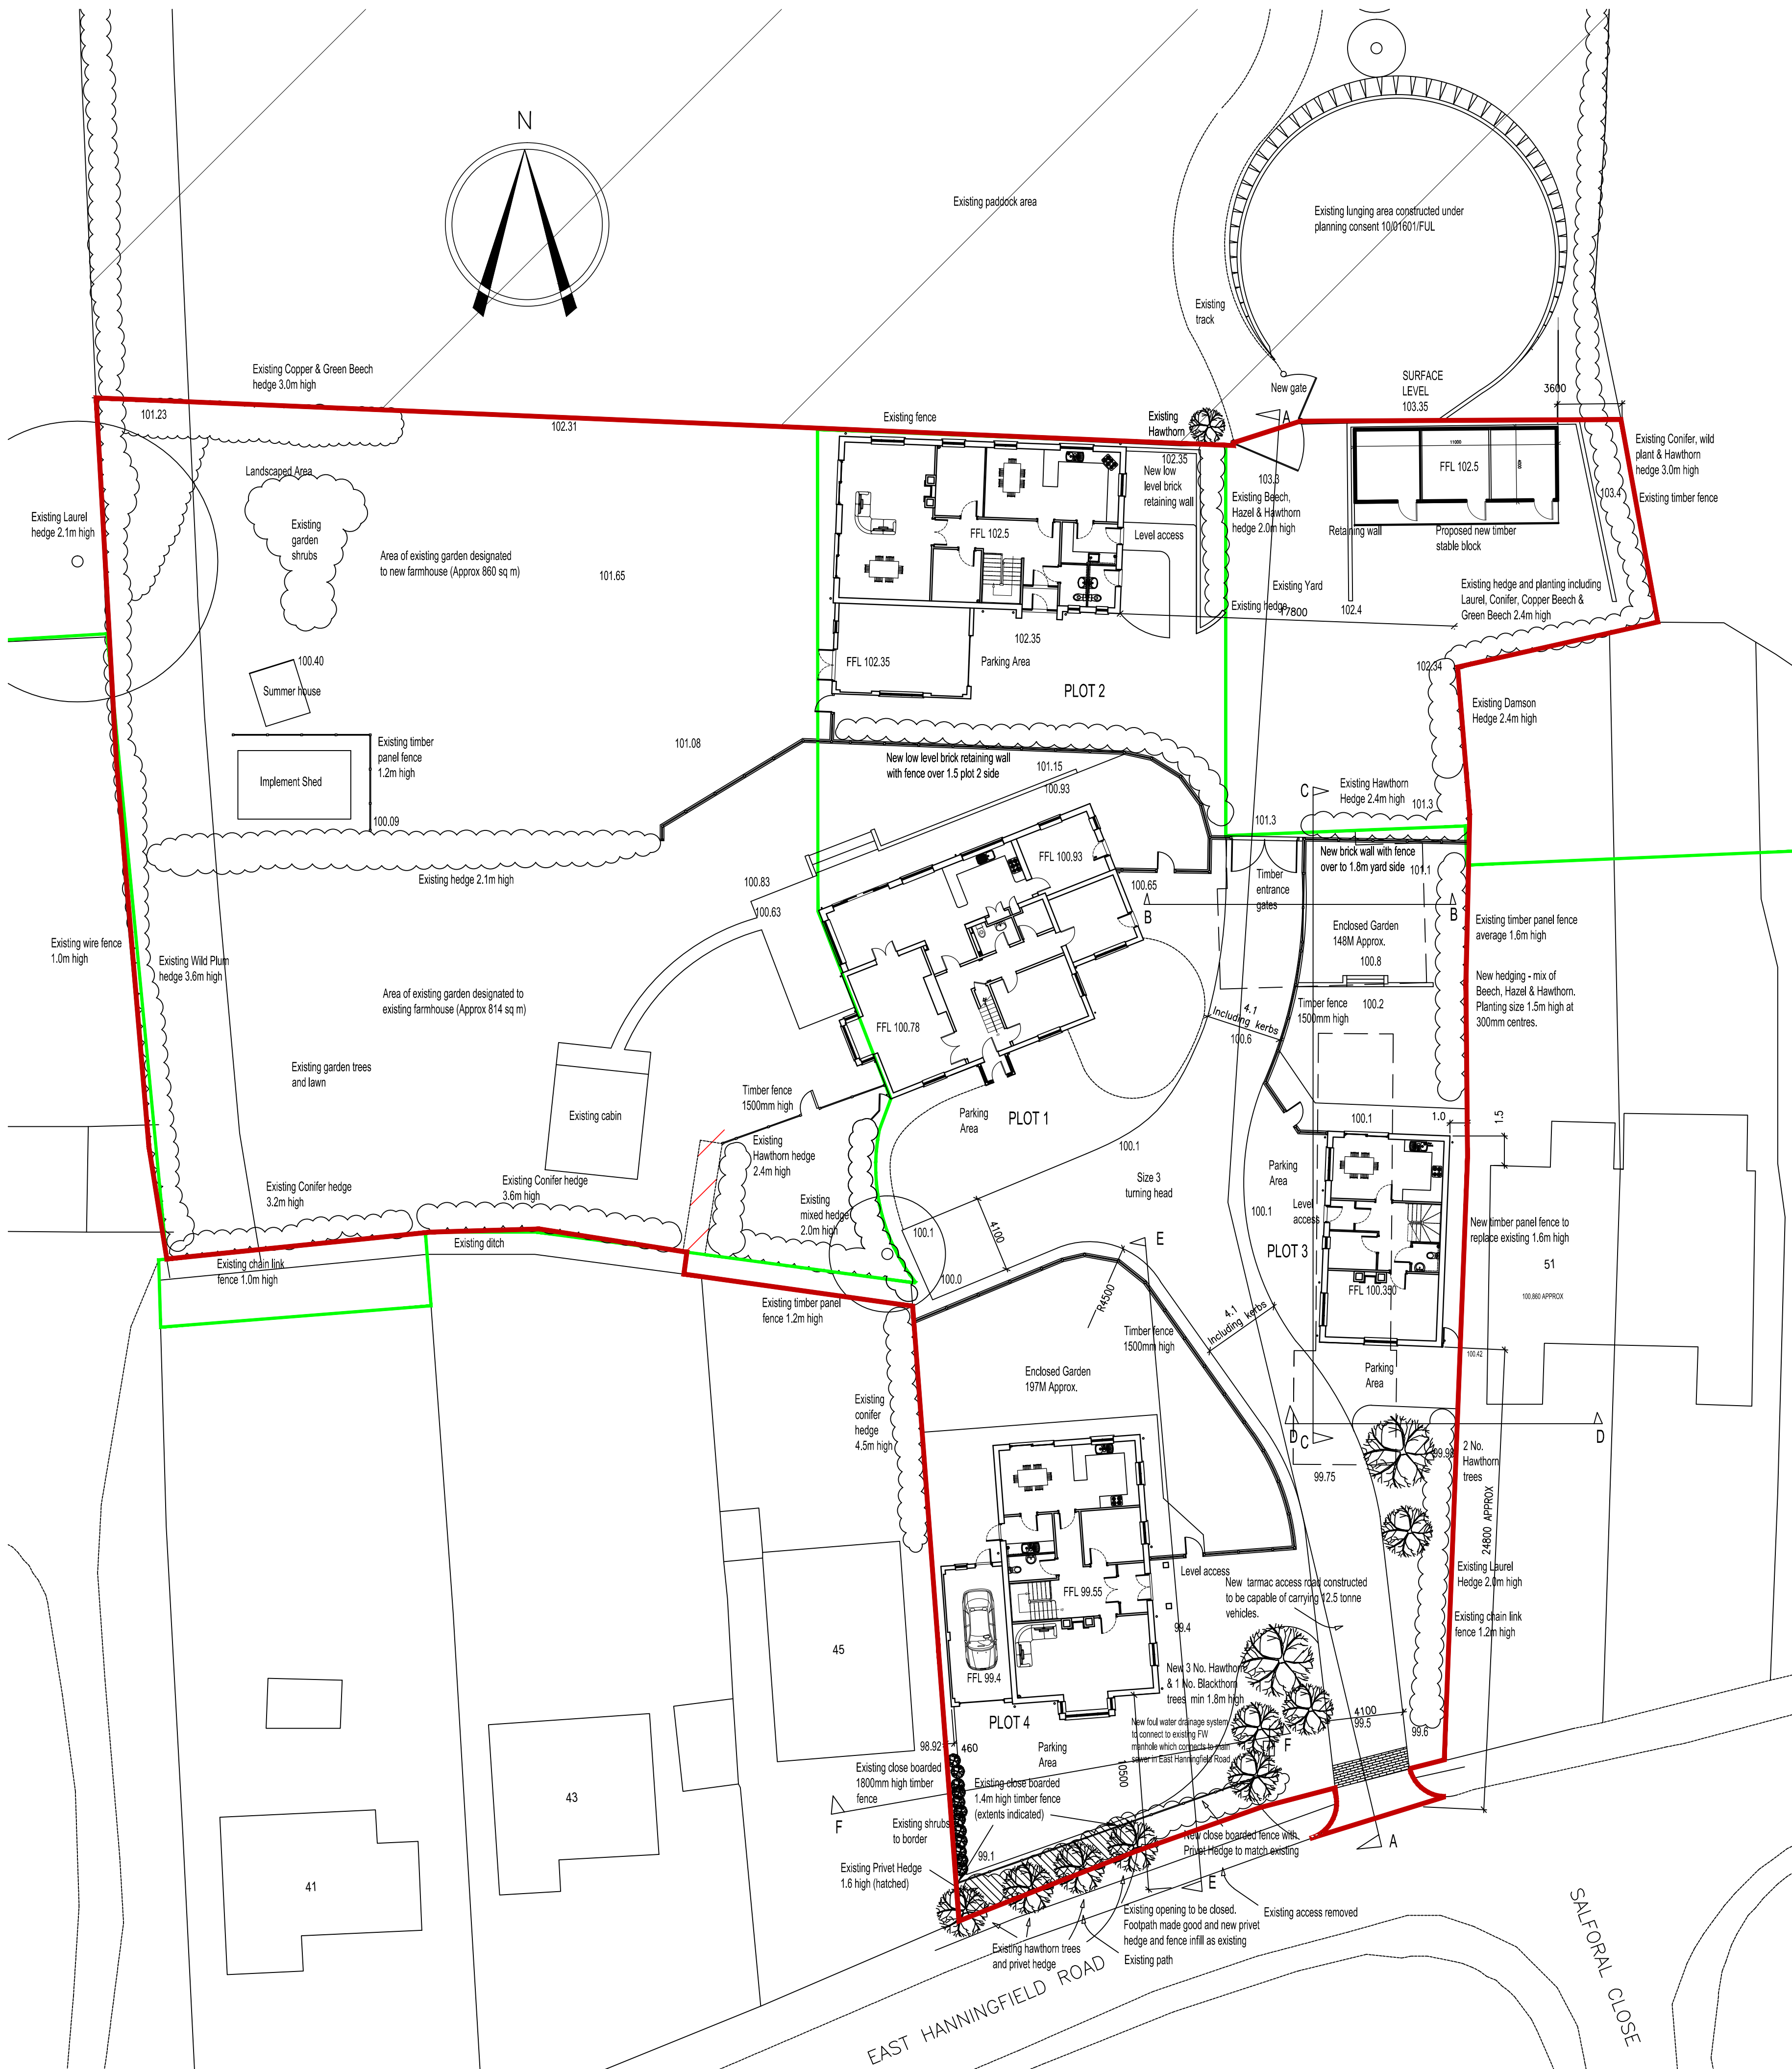 N
Existing paddock area
Existing lunging area constructed under
planning consent 10/01601/FUL
Existing
track
Existing Copper & Green Beech
hedge 3.0m high
New gate
SURFACE
LEVEL
103.35
3600
101.23
102.31
Existing fence
Existing
Hawthorn
A
102.35
New low
level brick
retaining wall
103.3
11000
FFL 102.5
Existing Conifer, wild
plant & Hawthorn
hedge 3.0m high
Existing timber fence
103.4
Landscaped Area
Existing Laurel
hedge 2.1m high
Existing
garden
shrubs
Area of existing garden designated
to new farmhouse (Approx 860 sq m)
101.65
FFL 102.5
Level access
Existing Beech,
Hazel & Hawthorn
hedge 2.0m high
Retaining wall
Proposed new timber
stable block
Existing Yard
Existing hedge
17800
102.4
Existing hedge and planting including
Laurel, Conifer, Copper Beech &
Green Beech 2.4m high
100.40
Summer house
FFL 102.35
102.35
Parking Area
PLOT 2
102.34
Existing Damson
Hedge 2.4m high
Existing timber
panel fence
1.2m high
Implement Shed
100.09
101.08
New low level brick retaining wall
with fence over 1.5 plot 2 side
101.15
100.93
C
Existing Hawthorn
Hedge 2.4m high
101.3
101.3
New brick wall with fence
over to 1.8m yard side
101.1
Existing hedge 2.1m high
FFL 100.93
100.83
100.63
100.65
B
Timber
entrance
gates
B
Enclosed Garden
148M Approx.
100.8
Existing timber panel fence
average 1.6m high
Existing wire fence
1.0m high
Existing Wild Plum
hedge 3.6m high
Area of existing garden designated to
existing farmhouse (Approx 814 sq m)
FFL 100.78
4.1
Including kerbs
100.6
Timber fence
1500mm high
100.2
New hedging - mix of
Beech, Hazel & Hawthorn.
Planting size 1.5m high at
300mm centres.
Existing garden trees
and lawn
Existing cabin
Timber fence
1500mm high
Parking
Area
PLOT 1
100.1
100.1
1.0
1.5
Existing
Hawthorn hedge
2.4m high
Existing Conifer hedge
3.2m high
Existing Conifer hedge
3.6m high
Existing
mixed hedge
2.0m high
Size 3
turning head
Parking
Area
Level
access
100.1
100.1
4100
New timber panel fence to
replace existing 1.6m high
Existing ditch
Existing chain link
fence 1.0m high
E
PLOT 3
51
FFL 100.350
100.860 APPROX
100.0
Existing timber panel
fence 1.2m high
R4500
4.1
Including kerbs
Timber fence
1500mm high
100.42
Enclosed Garden
197M Approx.
Parking
Area
Existing
conifer
hedge
4.5m high
D
C
D
99.75
2 No.
Hawthorn
trees
24800 APPROX
FFL 99.55
Level access
New tarmac access road constructed
to be capable of carrying 12.5 tonne
vehicles.
Existing Laurel
Hedge 2.0m high
Existing chain link
fence 1.2m high
99.4
45
FFL 99.4
New 3 No. Hawthorn
& 1 No. Blackthorn
trees min 1.8m high
4100
99.5
99.6
PLOT 4
New foul water drainage system
to connect to existing FW
manhole which connects to main
sewer in East Hanningfield Road
F
98.92
460
Parking
Area
10500
Existing close boarded
1800mm high timber
fence
Existing close boarded
1.4m high timber fence
(extents indicated)
43
F
Existing shrubs
to border
New close boarded fence with
Privet Hedge to match existing
A
99.1
Existing Privet Hedge
1.6 high (hatched)
41
E
Existing opening to be closed.
Footpath made good and new privet
hedge and fence infill as existing
Existing access removed
Existing hawthorn trees
and privet hedge
Existing path
EAST HANNINGFIELD ROAD
SALFORAL CLOSE